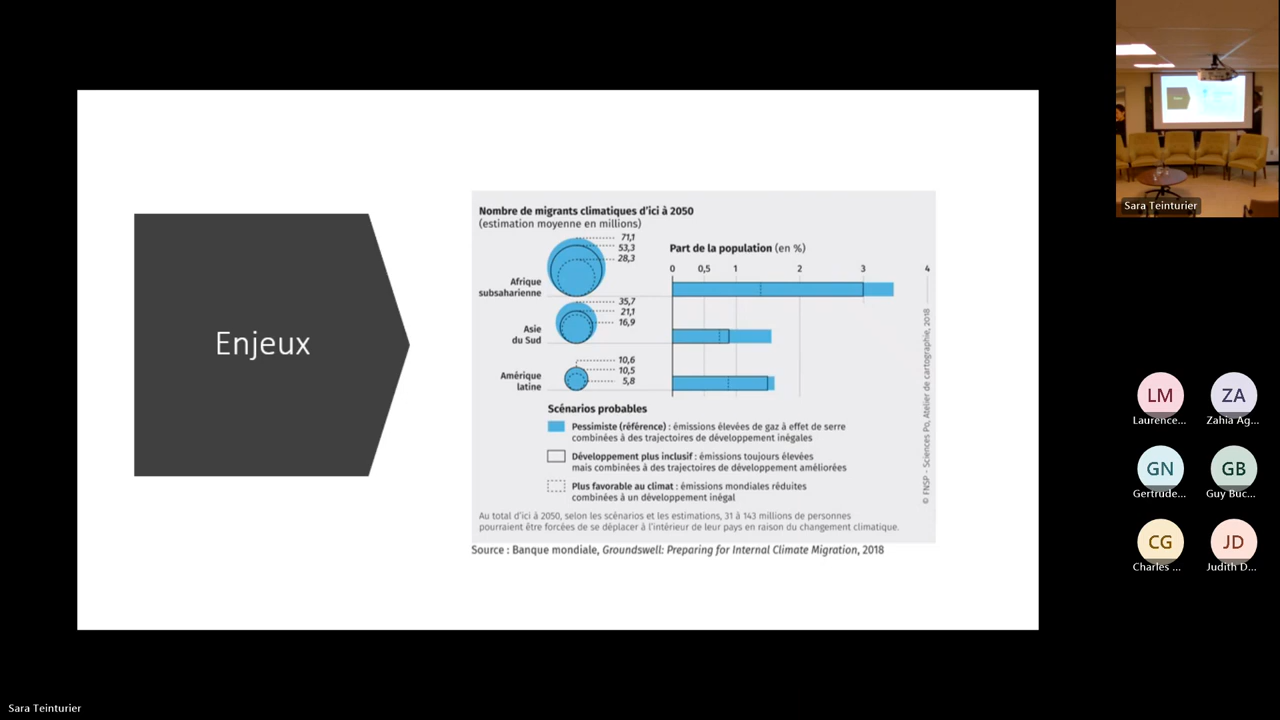 Enjeux
Nombre de migrants climatiques d'ici à 2050
(estimation moyenne en millions)
71,1
53,3
28,3
Afrique
subsaharienne
35,7
21,1
16,9
Asie
du Sud
10,6
10,5
5,8
Amérique
latine
Part de la population (en %)
0 0,5 1 2 3 4
Scénarios probables
Pessimiste (référence) : émissions élevées de gaz à effet de serre
combinées à des trajectoires de développement inégales
Développement plus inclusif : émissions toujours élevées
mais combinées à des trajectoires de développement améliorées
Plus favorable au climat : émissions mondiales réduites
combinées à un développement inégal
Au total d'ici à 2050, selon les scénarios et les estimations, 31 à 143 millions de personnes
pourraient être forcées de se déplacer à l'intérieur de leur pays en raison du changement climatique.
© FNSP - Sciences Po, Atelier de cartographie, 2018
Source : Banque mondiale, Groundswell: Preparing for Internal Climate Migration, 2018
Sara Teinturier
LM
Laurence...
ZA
Zahia Ag...
GN
Gertrude...
GB
Guy Buc...
CG
Charles ...
JD
Judith D...
Sara Teinturier